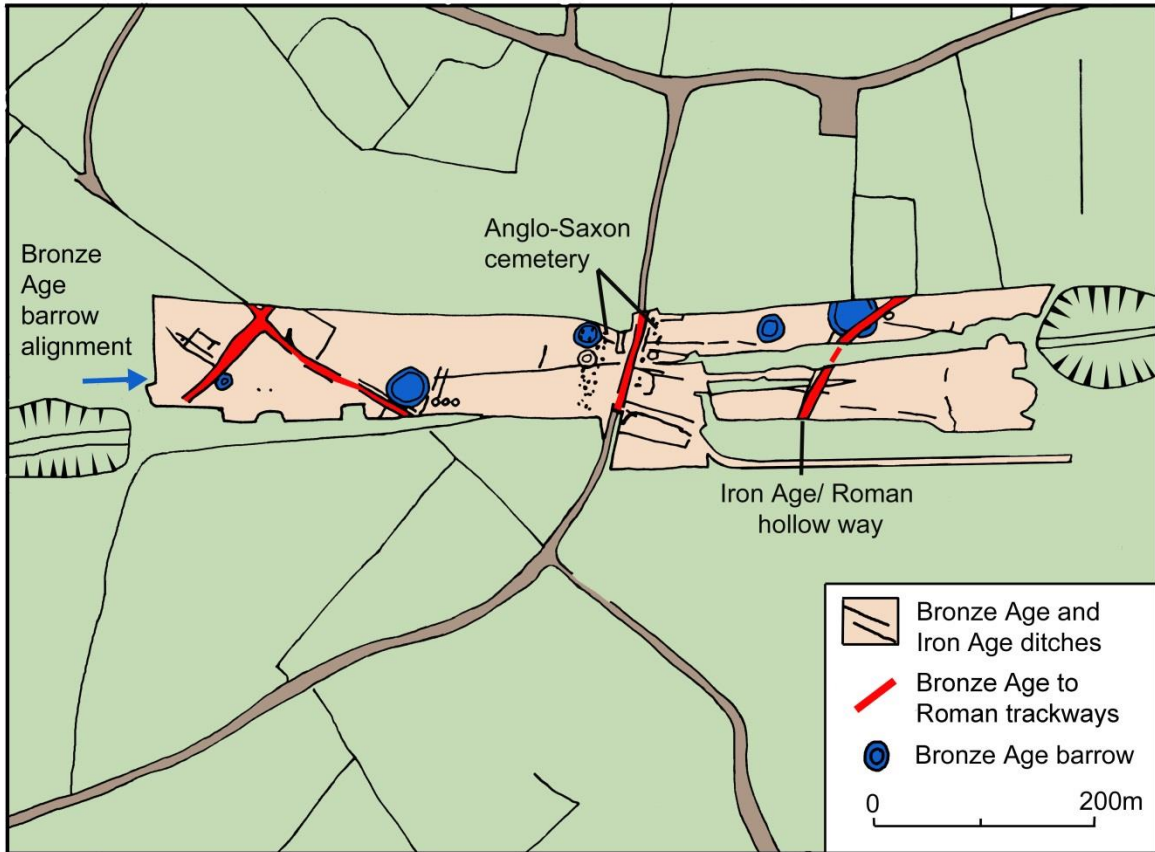 Anglo-Saxon
cemetery
Bronze
Age
barrow
alignment
Iron Age/ Roman
hollow way
Bronze Age and
Iron Age ditches
Bronze Age to
Roman trackways
Bronze Age barrow
0
200m